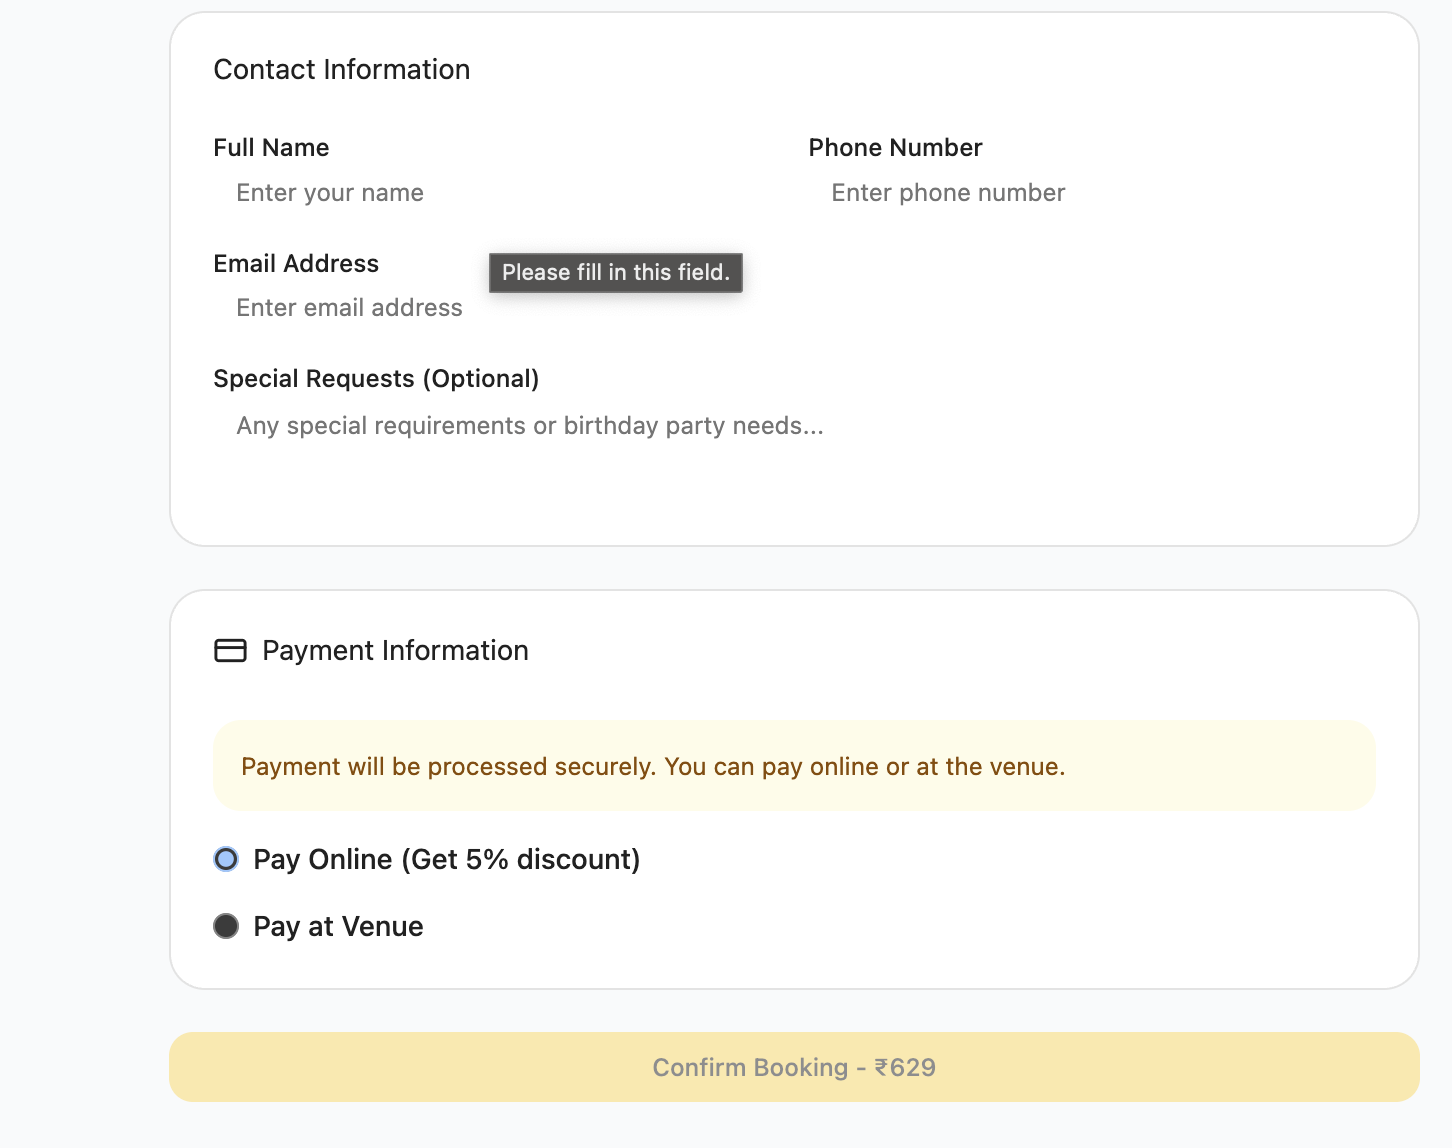 Contact Information
Full Name
Phone Number
Enter your name
Enter phone number
Email Address
Please fill in this field.
Enter email address
Special Requests (Optional)
Any special requirements or birthday party needs...
Payment Information
Payment will be processed securely. You can pay online or at the venue.
Pay Online (Get 5% discount)
Pay at Venue
Confirm Booking - ₹629